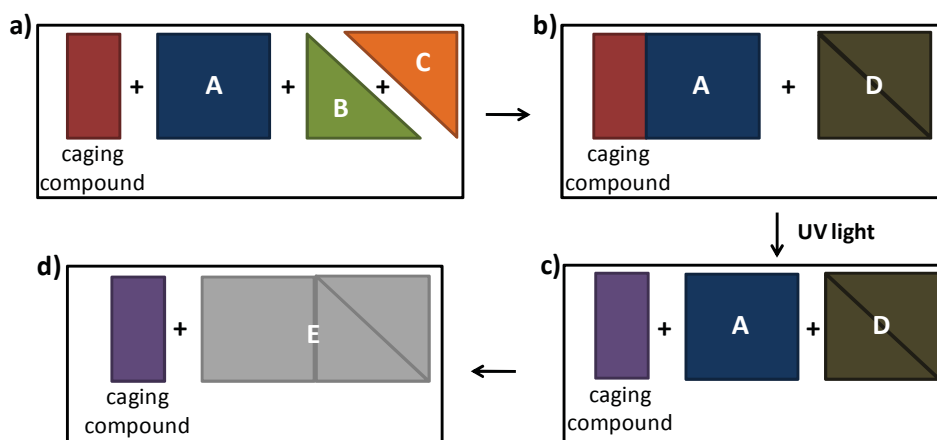 a)
+ A + B + C
caging
compound
b)
A + D
caging
compound
UV light
d)
+ E
caging
compound
c)
+ A + D
caging
compound